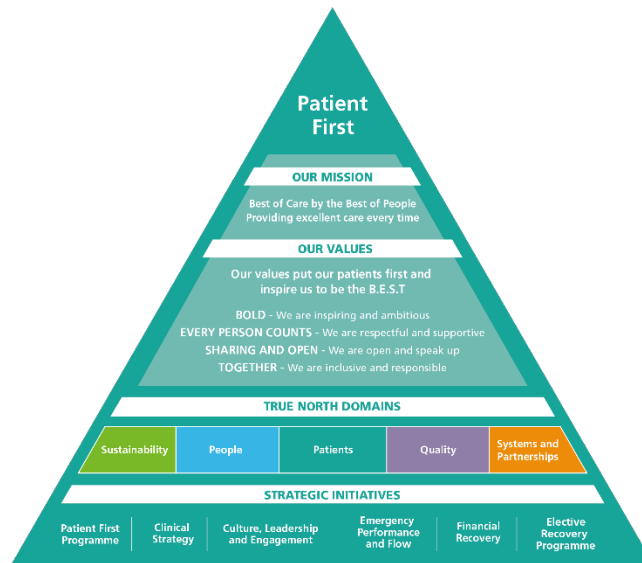 Patient
First
OUR MISSION
Best of Care by the Best of People
Providing excellent care every time
OUR VALUES
Our values put our patients first and
inspire us to be the B.E.S.T
BOLD - We are inspiring and ambitious
EVERY PERSON COUNTS - We are respectful and supportive
SHARING AND OPEN - We are open and speak up
TOGETHER - We are inclusive and responsible
TRUE NORTH DOMAINS
Sustainability
People
Patients
Quality
Systems and
Partnerships
STRATEGIC INITIATIVES
Patient First
Programme
Clinical
Strategy
Culture, Leadership
and Engagement
Emergency
Performance
and Flow
Financial
Recovery
Elective
Recovery
Programme